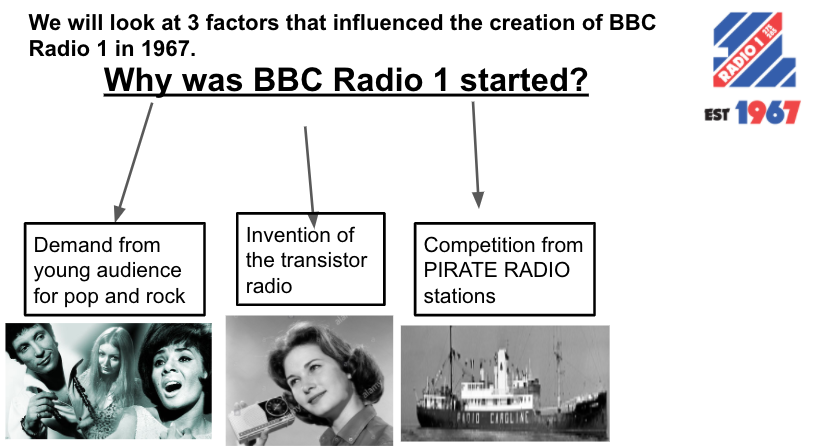 We will look at 3 factors that influenced the creation of BBC
Radio 1 in 1967.
Why was BBC Radio 1 started?
RADIO 1
EST 1967
Demand from
young audience
for pop and rock
Invention of
the transistor
radio
Competition from
PIRATE RADIO
stations
alamy
RADIO CAROLINE